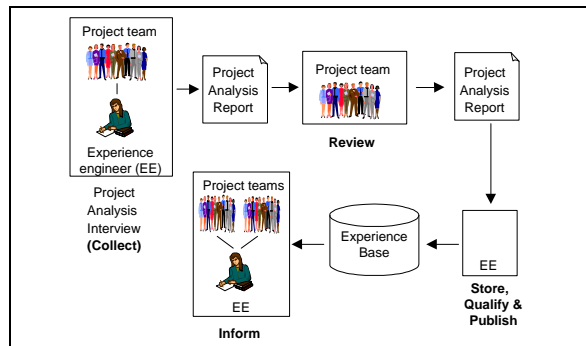 Project team
Experience
engineer (EE)
Project
Analysis
Interview
(Collect)
Project
Analysis
Report
Project team
Review
Project
Analysis
Report
EE
Store,
Qualify &
Publish
Experience
Base
Project teams
EE
Inform